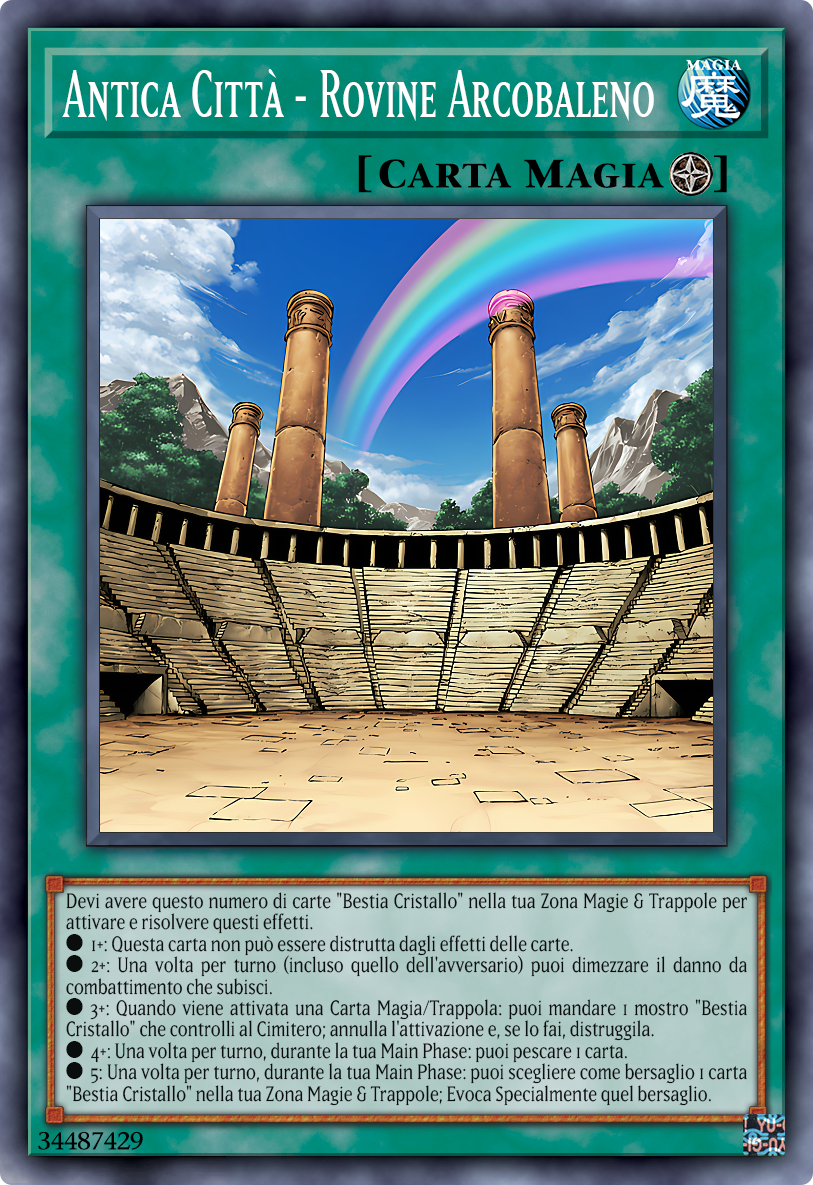 Antica Città - Rovine Arcobaleno
MAGIA
魔
[Carta Magia]
Devi avere questo numero di carte "Bestia Cristallo" nella tua Zona Magie & Trappole per
attivare e risolvere questi effetti.
● 1+: Questa carta non può essere distrutta dagli effetti delle carte.
● 2+: Una volta per turno (incluso quello dell'avversario) puoi dimezzare il danno da
combattimento che subisci.
● 3+: Quando viene attivata una Carta Magia/Trappola: puoi mandare 1 mostro "Bestia
Cristallo" che controlli al Cimitero; annulla l'attivazione e, se lo fai, distruggila.
● 4+: Una volta per turno, durante la tua Main Phase: puoi pescare 1 carta.
● 5: Una volta per turno, durante la tua Main Phase: puoi scegliere come bersaglio 1 carta
"Bestia Cristallo" nella tua Zona Magie & Trappole; Evoca Specialmente quel bersaglio.
34487429